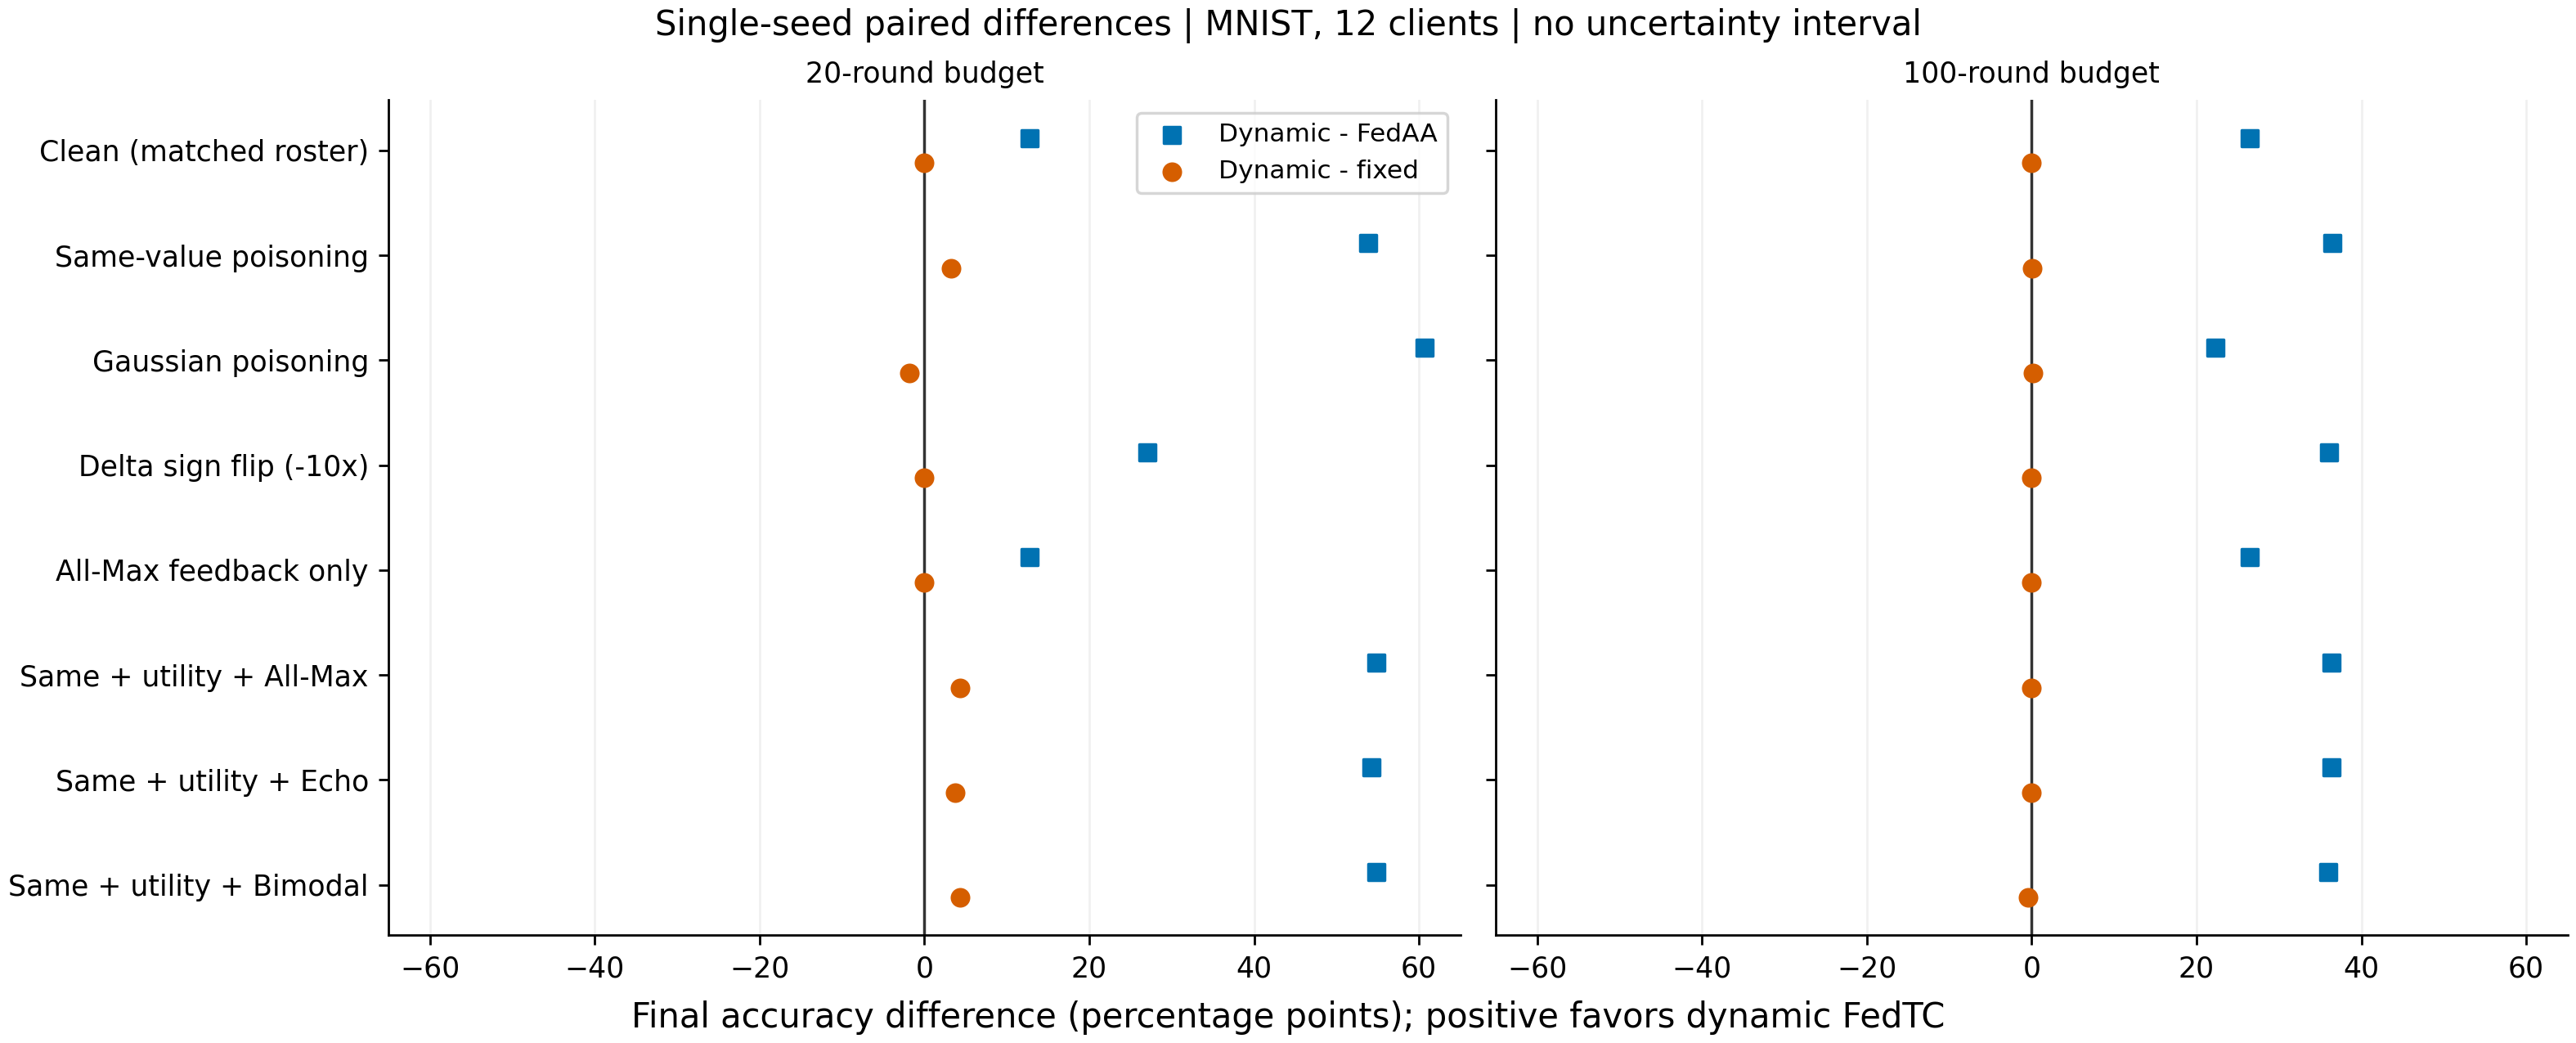 Single-seed paired differences | MNIST, 12 clients | no uncertainty interval
20-round budget
100-round budget
Dynamic - FedAA
Dynamic - fixed
Clean (matched roster)
Same-value poisoning
Gaussian poisoning
Delta sign flip (-10x)
All-Max feedback only
Same + utility + All-Max
Same + utility + Echo
Same + utility + Bimodal
−60 −40 −20 0 20 40 60
−60 −40 −20 0 20 40 60
Final accuracy difference (percentage points); positive favors dynamic FedTC